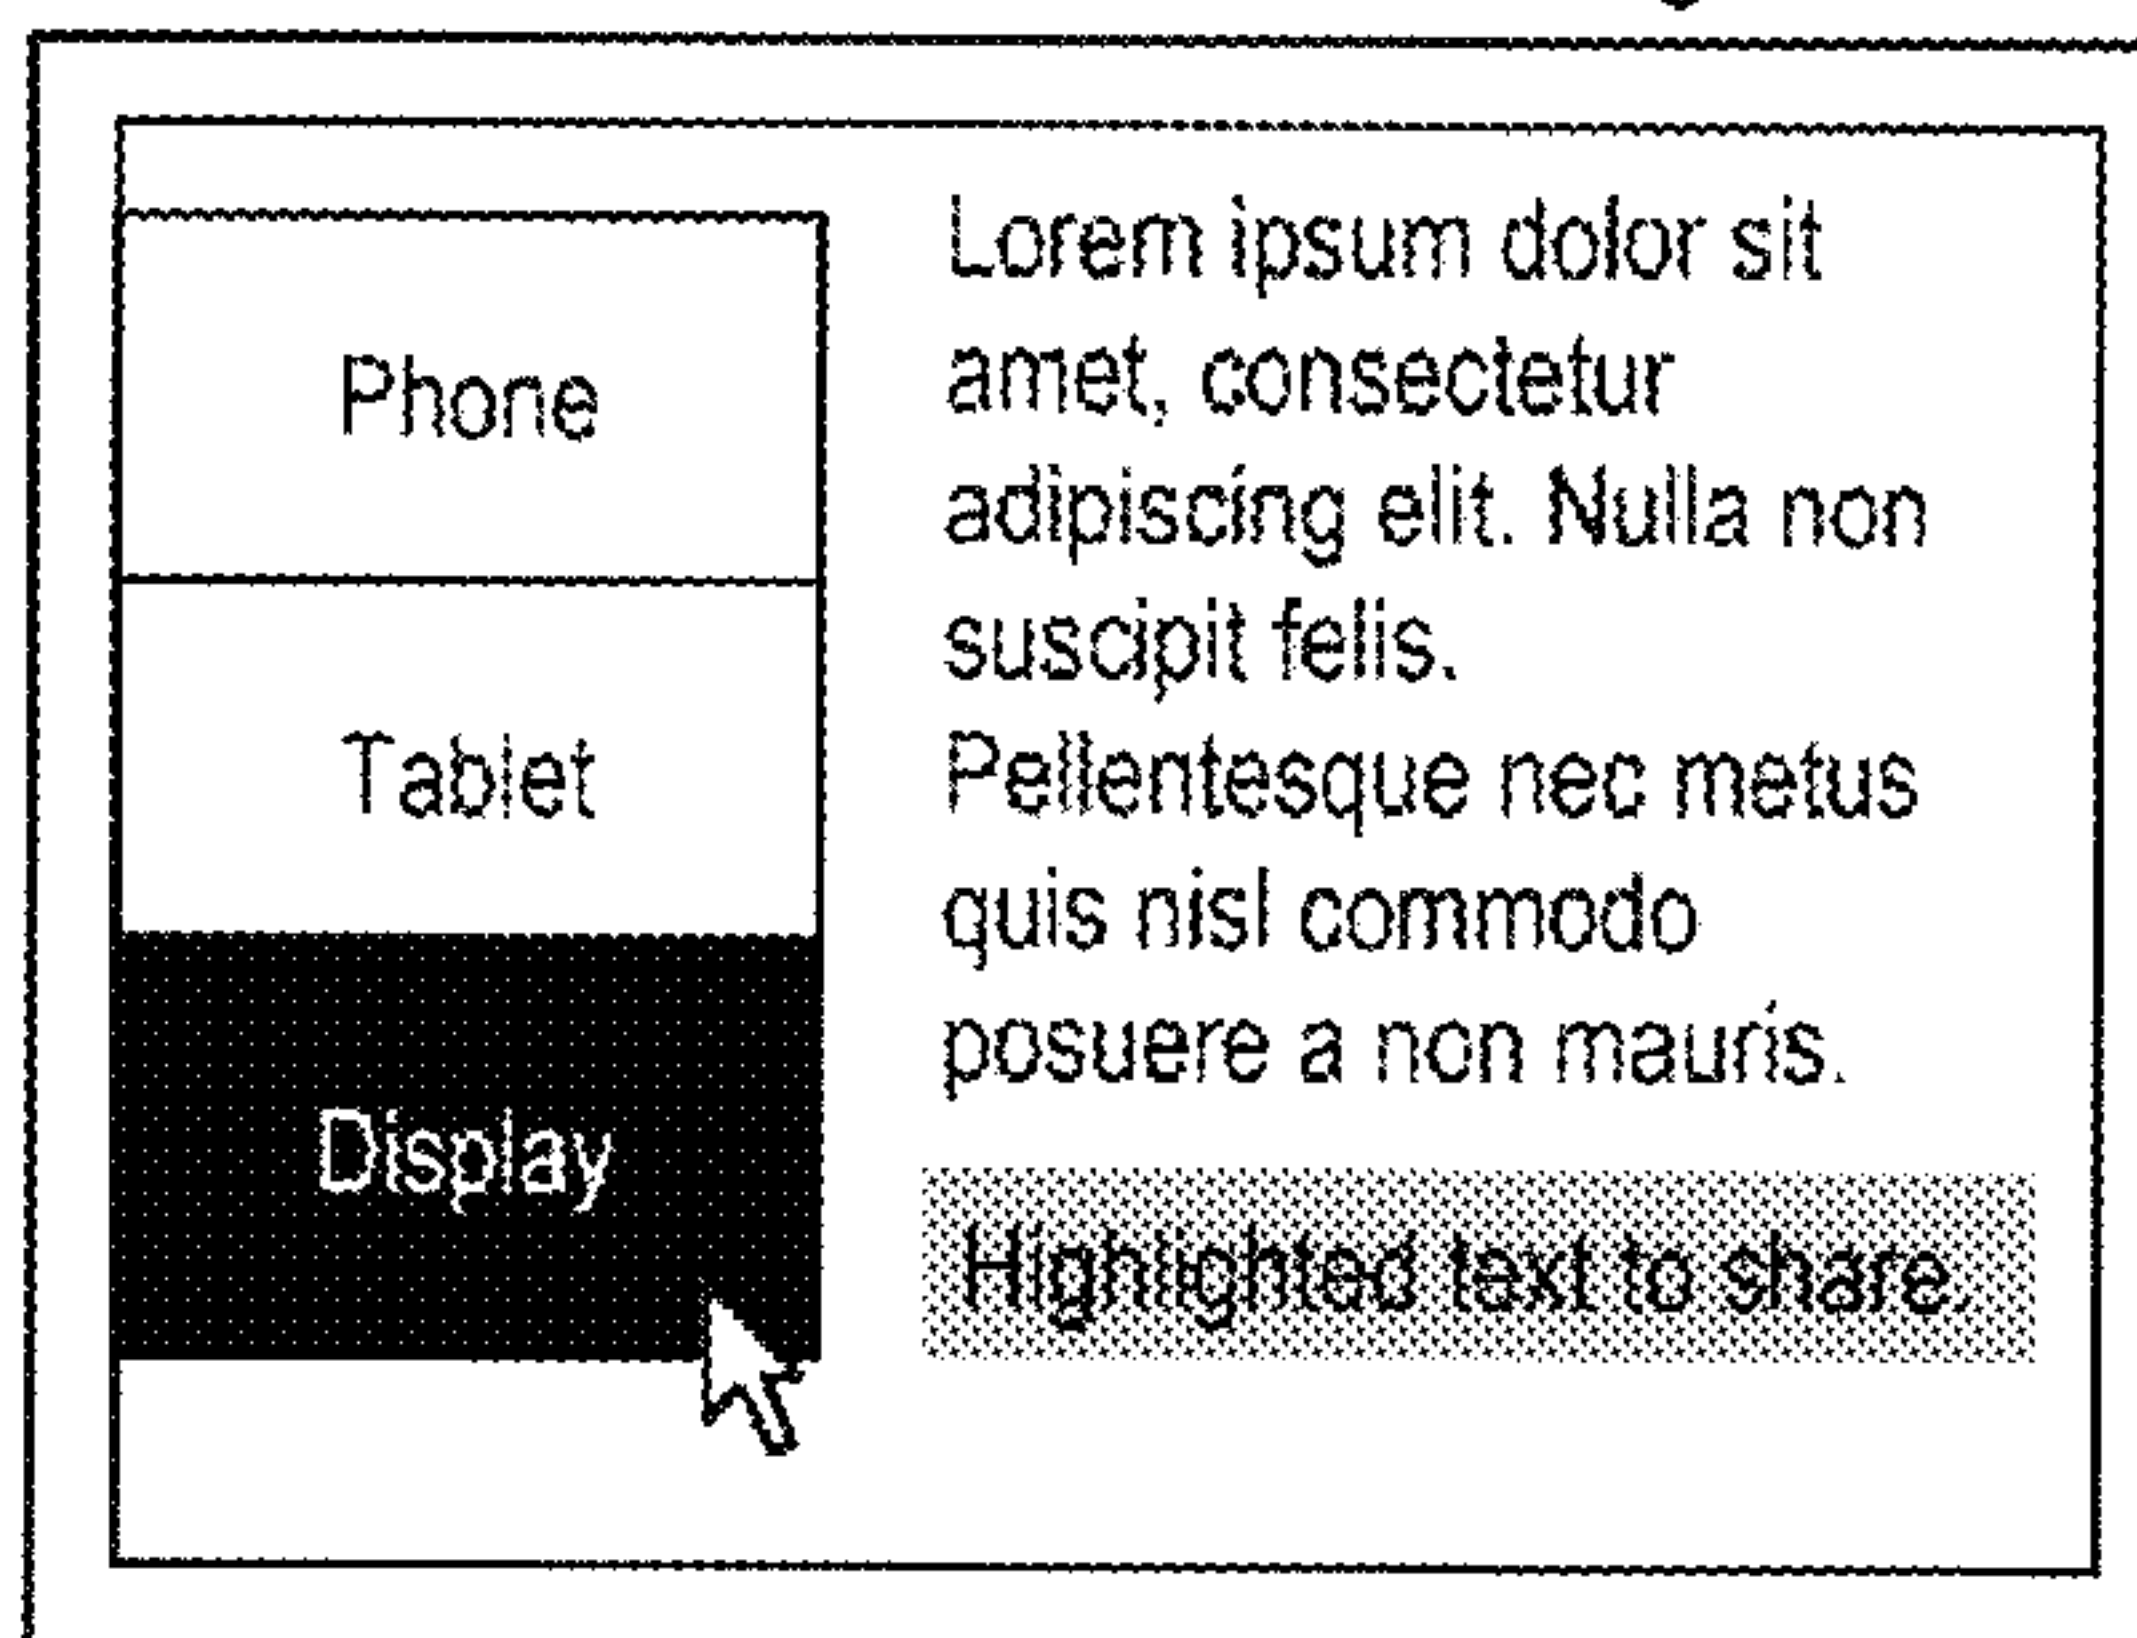 Phone
Tablet
Display
Lorem ipsum dolor sit
amet, consectetur
adipiscing elit. Nulla non
suscipit felis.
Pellentesque nec metus
quis nisl commodo
posuere a non mauris.
Highlighted text to share.